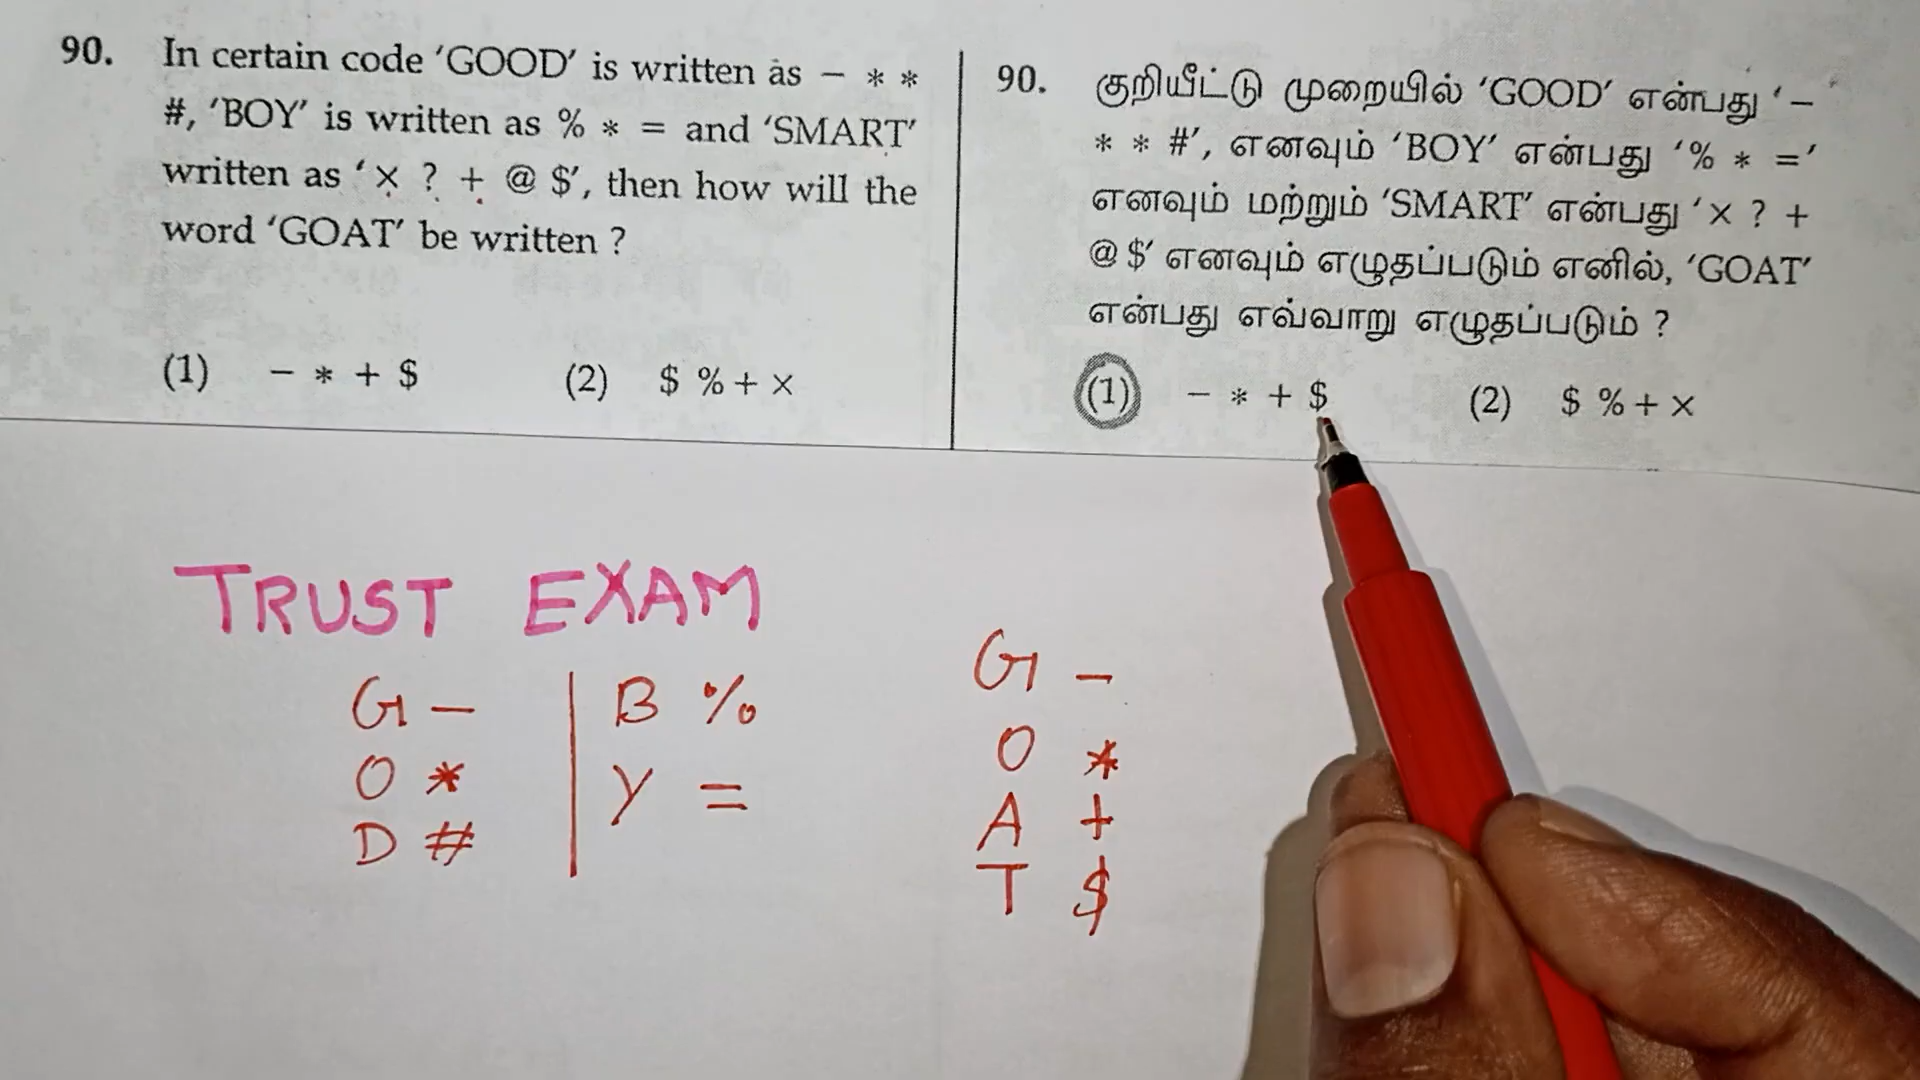 90. In certain code 'GOOD' is written as – * *
#, 'BOY' is written as % * = and 'SMART'
written as '× ? + @ $', then how will the
word 'GOAT' be written ?
(1) – * + $ (2) $ % + ×
90. குறியீட்டு முறையில் 'GOOD' என்பது '–
* * #', எனவும் 'BOY' என்பது '% * ='
எனவும் மற்றும் 'SMART' என்பது '× ? +
@ $' எனவும் எழுதப்படும் எனில், 'GOAT'
என்பது எவ்வாறு எழுதப்படும் ?
(1) – * + $ (2) $ % + ×
TRUST EXAM
G –
O *
D #
B %
Y =
G –
O *
A +
T $